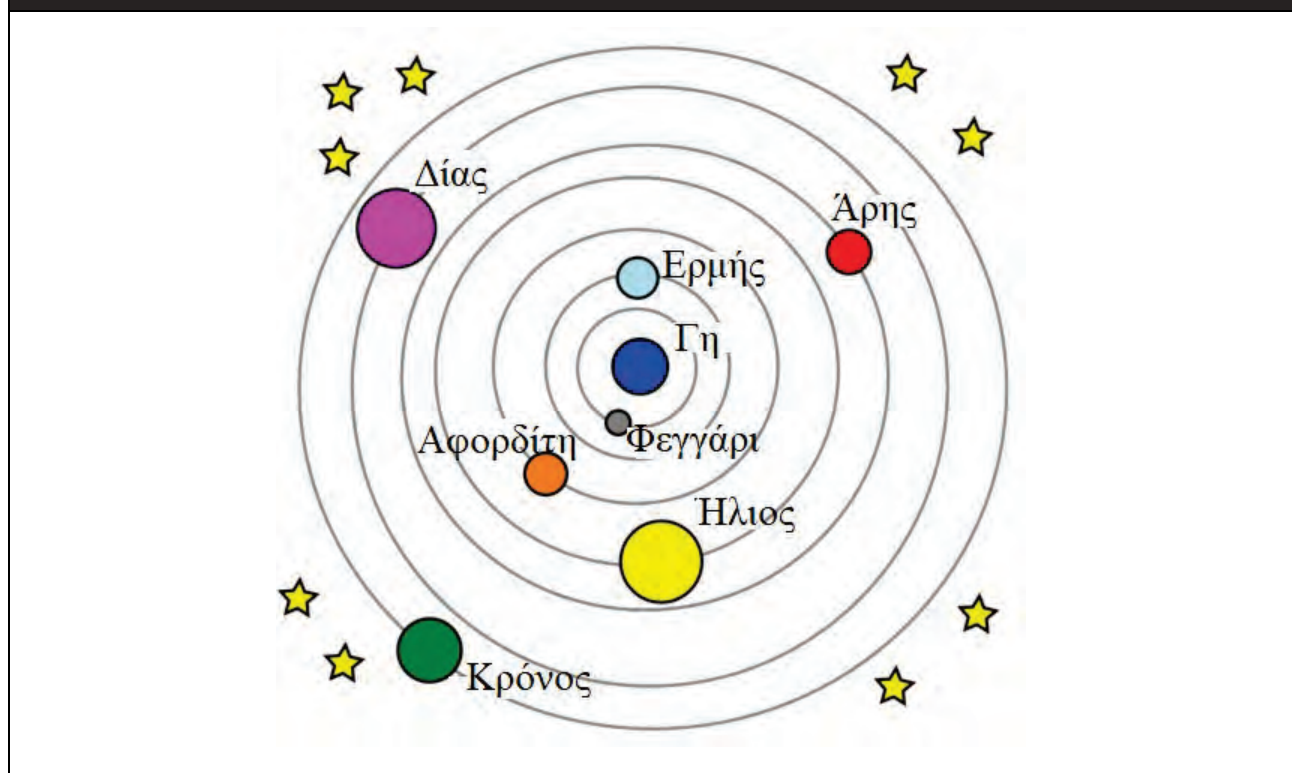 Δίας
Άρης
Ερμής
Γη
Αφορδίτη
Φεγγάρι
Ήλιος
Κρόνος